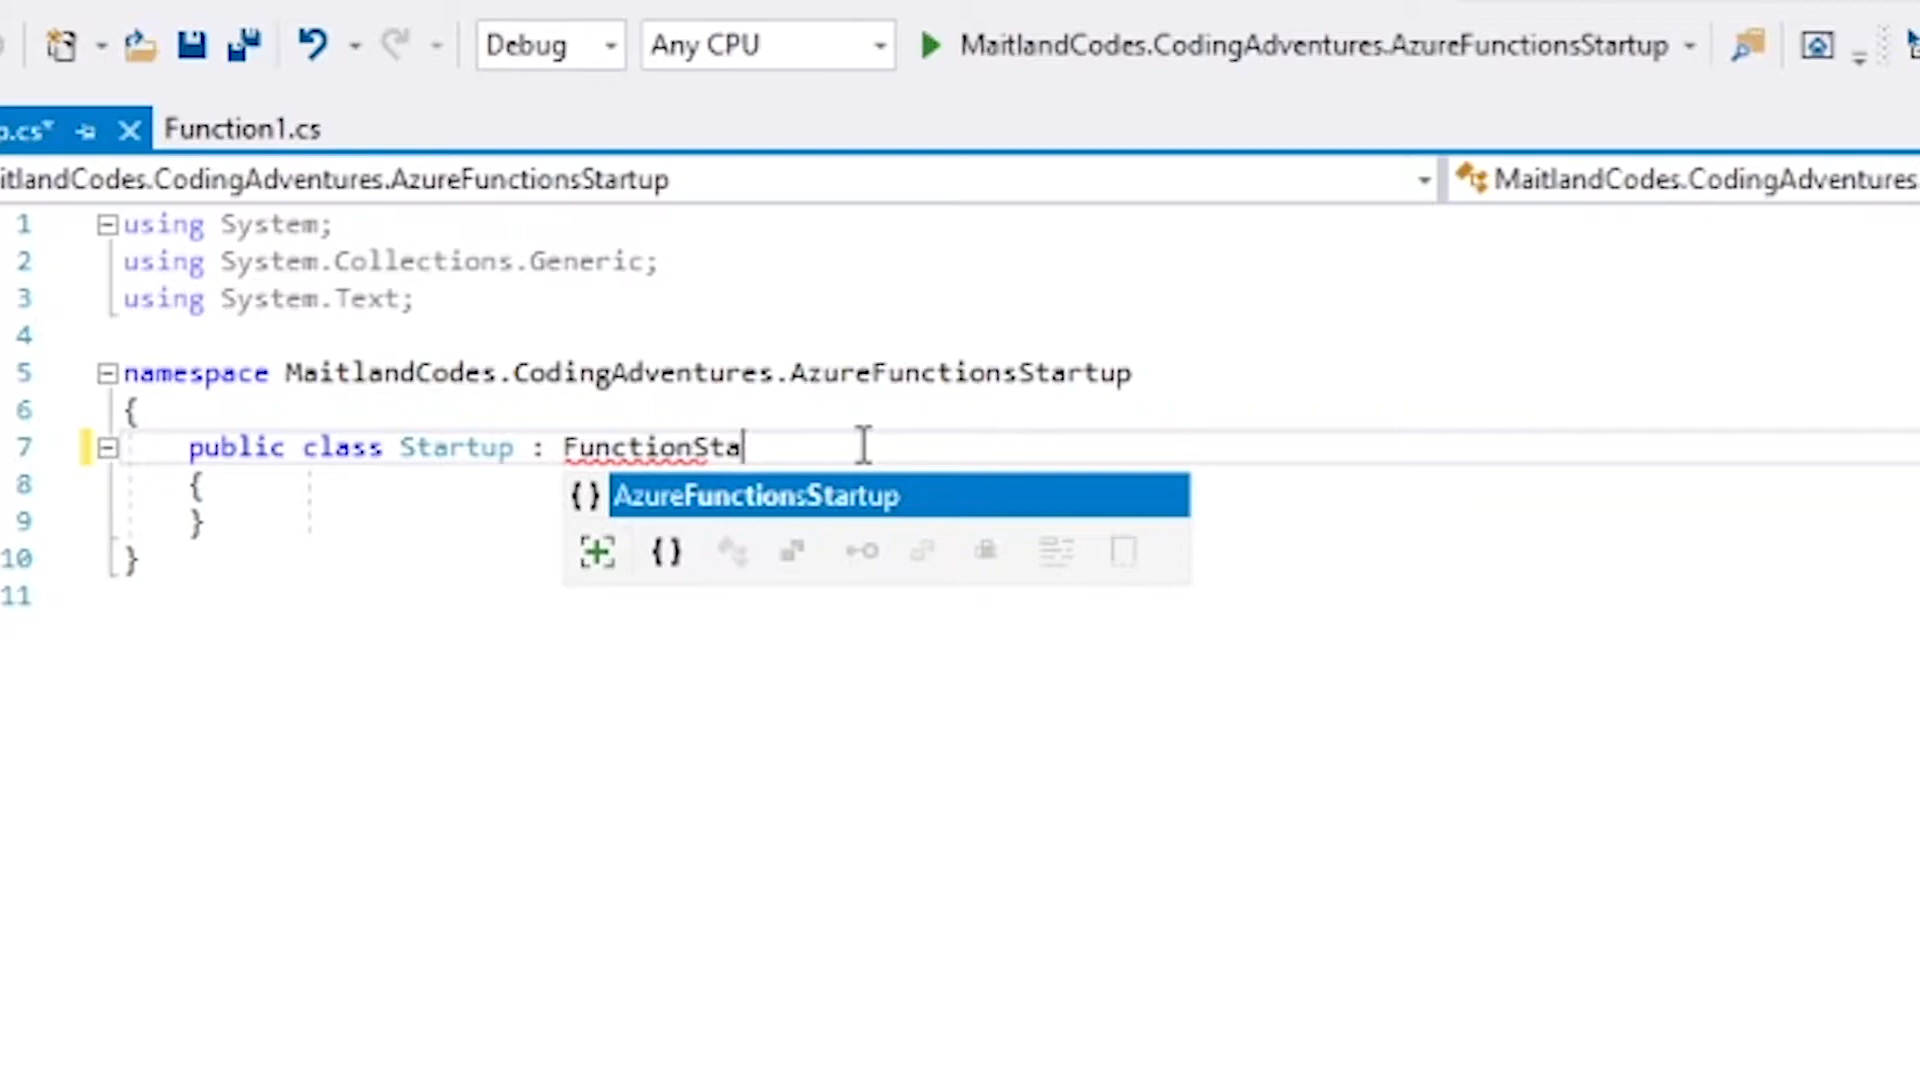 Debug Any CPU MaitlandCodes.CodingAdventures.AzureFunctionsStartup
p.cs* Function1.cs
itlandCodes.CodingAdventures.AzureFunctionsStartup MaitlandCodes.CodingAdventures.
1 using System;
2 using System.Collections.Generic;
3 using System.Text;
4
5 namespace MaitlandCodes.CodingAdventures.AzureFunctionsStartup
6 {
7 public class Startup : FunctionSta
8 {
{} AzureFunctionsStartup
9 }
{}
10 }
11